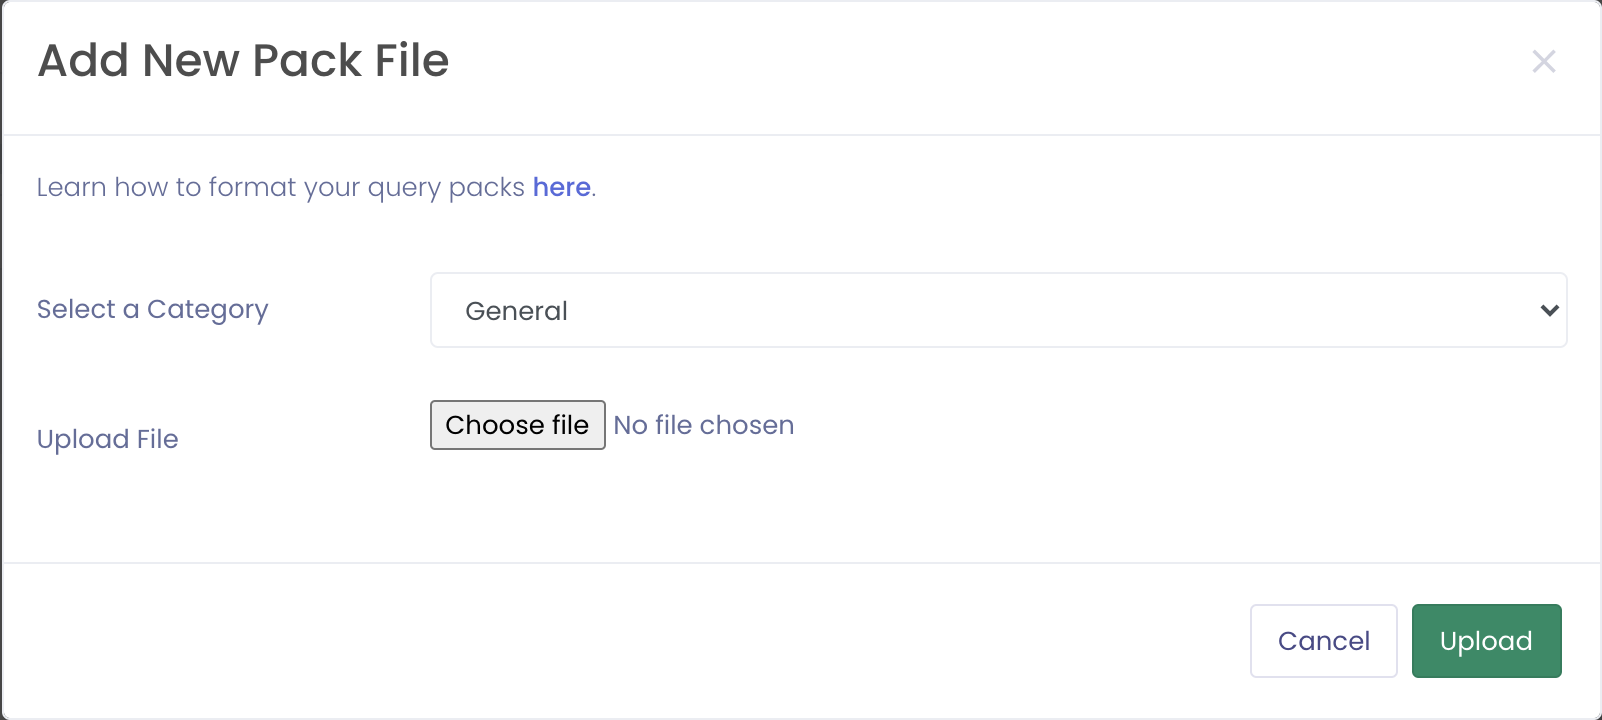 Add New Pack File
Learn how to format your query packs here.
Select a Category
General
Upload File
Choose file No file chosen
Cancel
Upload